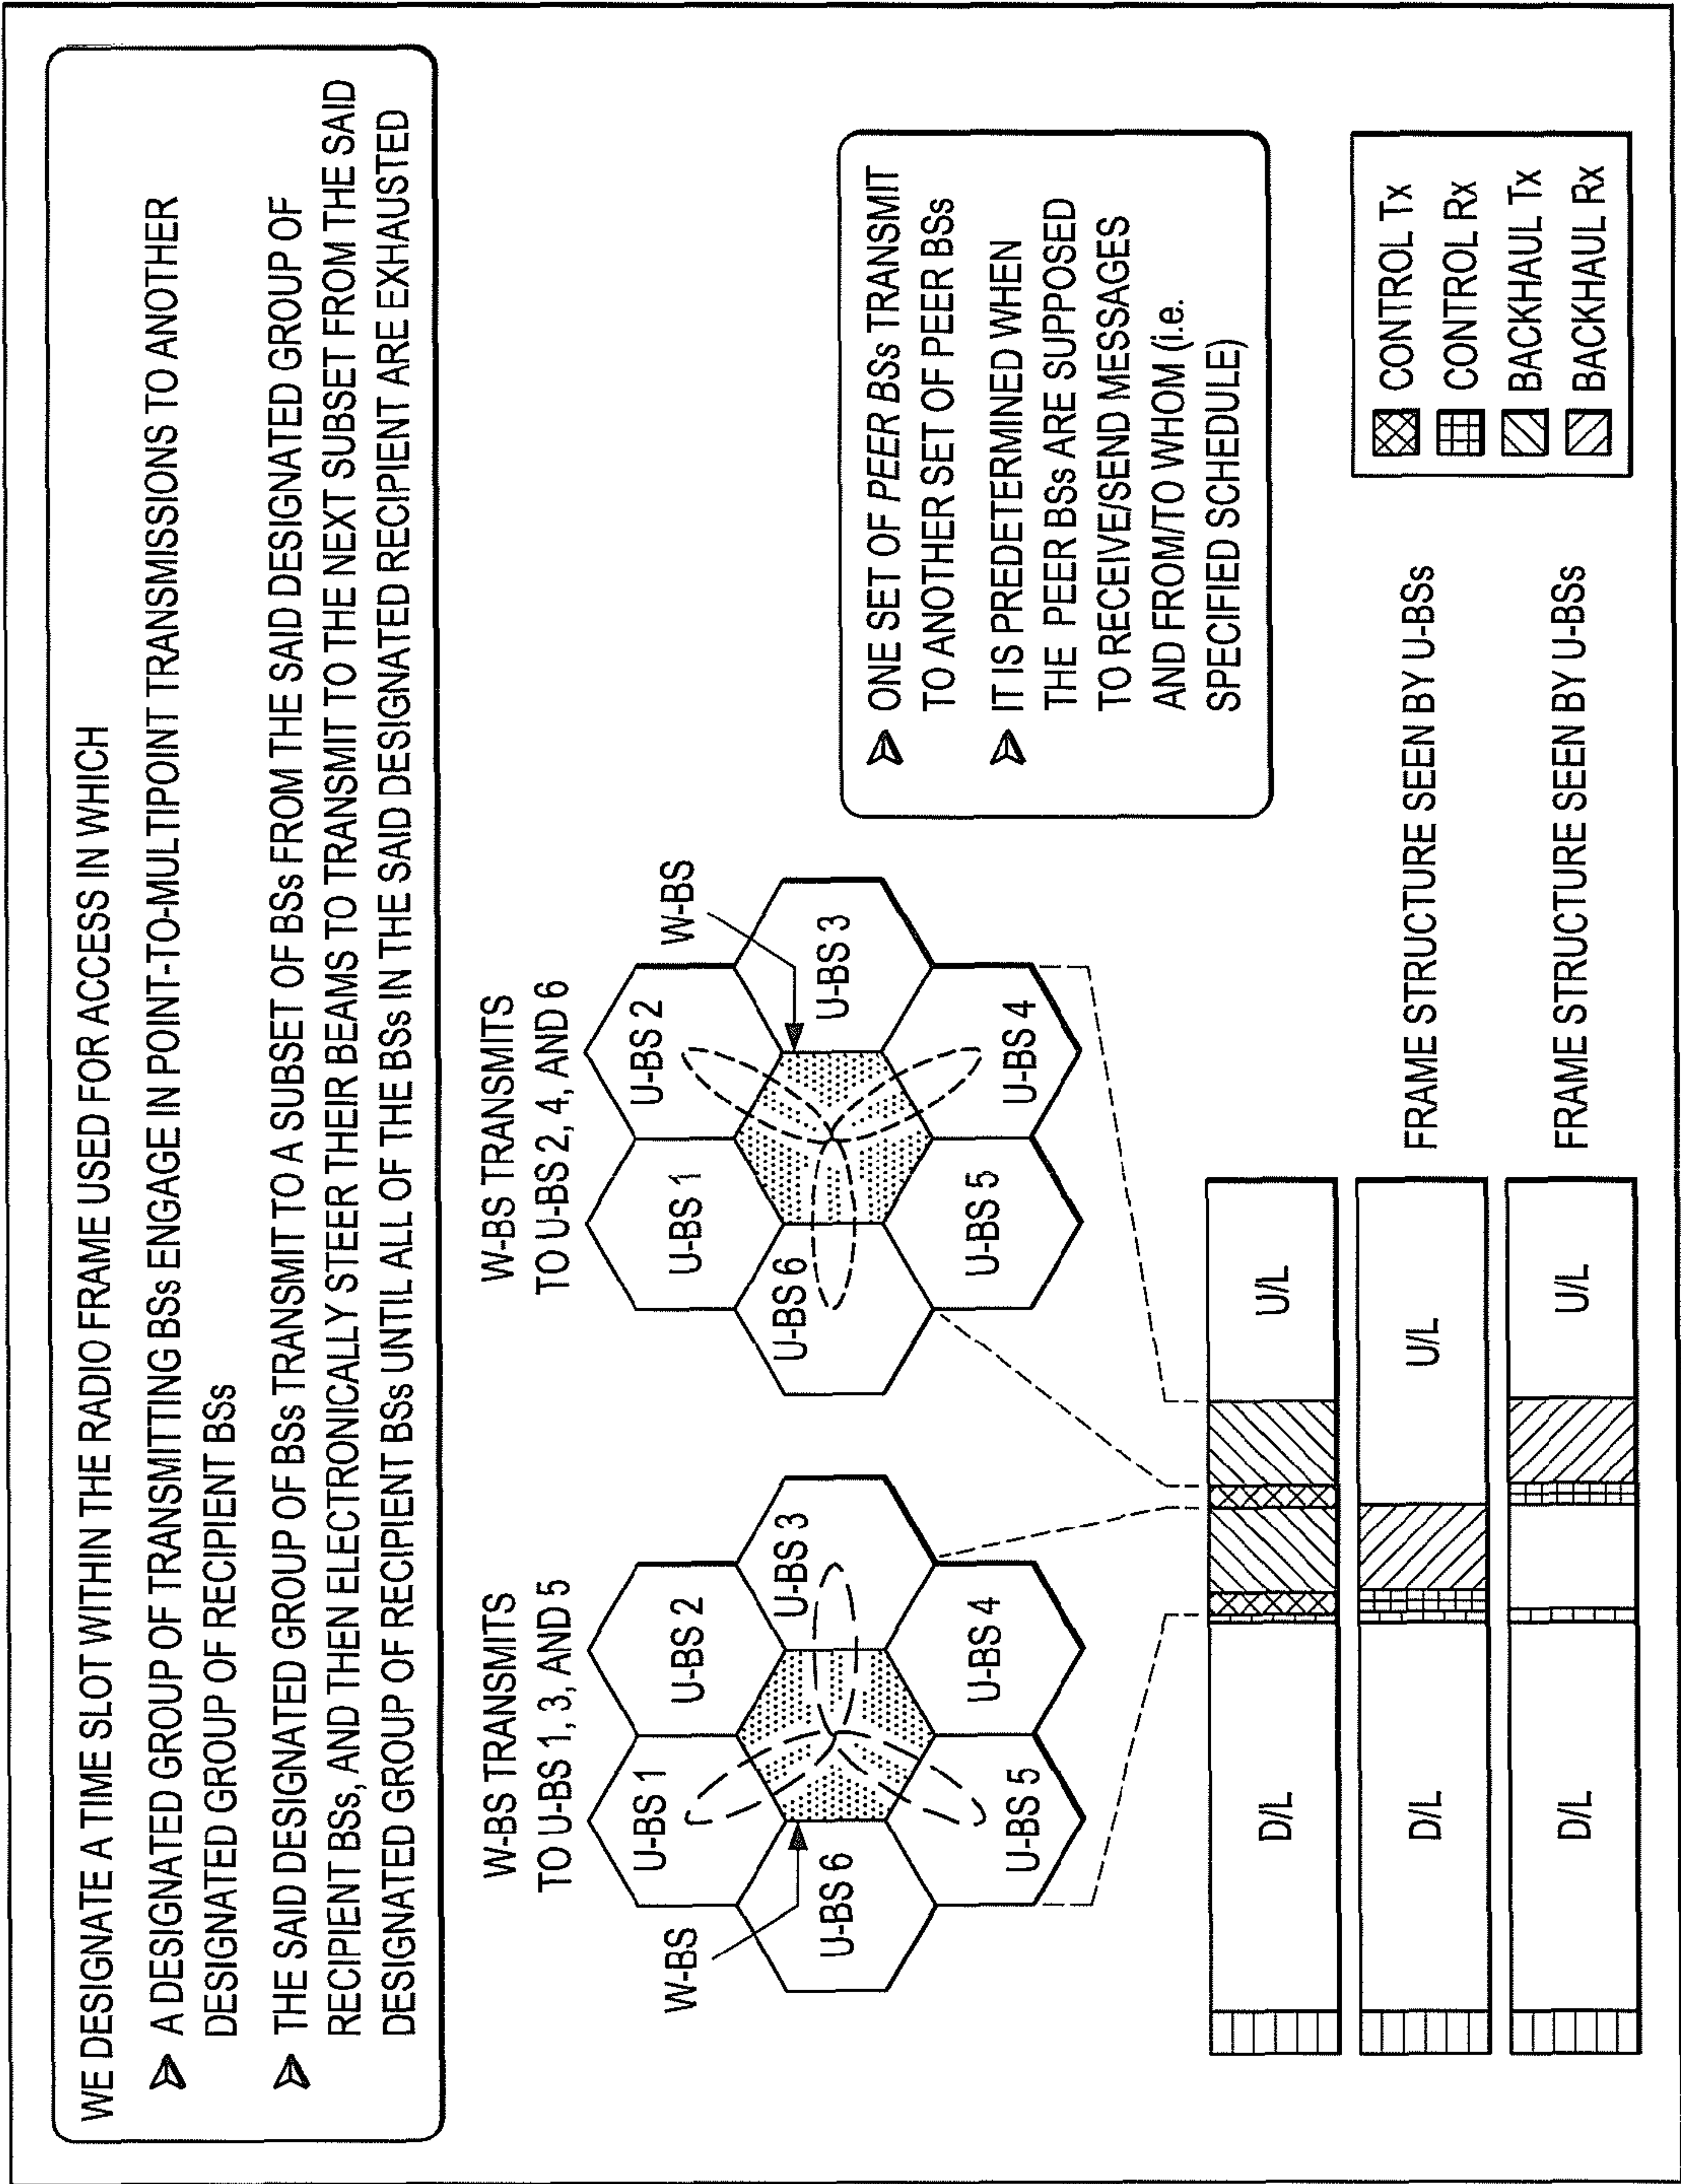 WE DESIGNATE A TIME SLOT WITHIN THE RADIO FRAME USED FOR ACCESS IN WHICH
A DESIGNATED GROUP OF TRANSMITTING BSs ENGAGE IN POINT-TO-MULTIPOINT TRANSMISSIONS TO ANOTHER
DESIGNATED GROUP OF RECIPIENT BSs
THE SAID DESIGNATED GROUP OF BSs TRANSMIT TO A SUBSET OF BSs FROM THE SAID DESIGNATED GROUP OF
RECIPIENT BSs, AND THEN ELECTRONICALLY STEER THEIR BEAMS TO TRANSMIT TO THE NEXT SUBSET FROM THE SAID
DESIGNATED GROUP OF RECIPIENT BSs UNTIL ALL OF THE BSs IN THE SAID DESIGNATED RECIPIENT ARE EXHAUSTED
W-BS TRANSMITS
TO U-BS 1, 3, AND 5
W-BS
U-BS 1
U-BS 2
U-BS 3
U-BS 6
U-BS 5
U-BS 4
W-BS TRANSMITS
TO U-BS 2, 4, AND 6
W-BS
U-BS 1
U-BS 2
U-BS 6
U-BS 3
U-BS 5
U-BS 4
ONE SET OF PEER BSs TRANSMIT
TO ANOTHER SET OF PEER BSs
IT IS PREDETERMINED WHEN
THE PEER BSs ARE SUPPOSED
TO RECEIVE/SEND MESSAGES
AND FROM/TO WHOM (i.e.
SPECIFIED SCHEDULE)
D/L
U/L
D/L
U/L
FRAME STRUCTURE SEEN BY U-BSs
D/L
U/L
FRAME STRUCTURE SEEN BY U-BSs
CONTROL Tx
CONTROL Rx
BACKHAUL Tx
BACKHAUL Rx